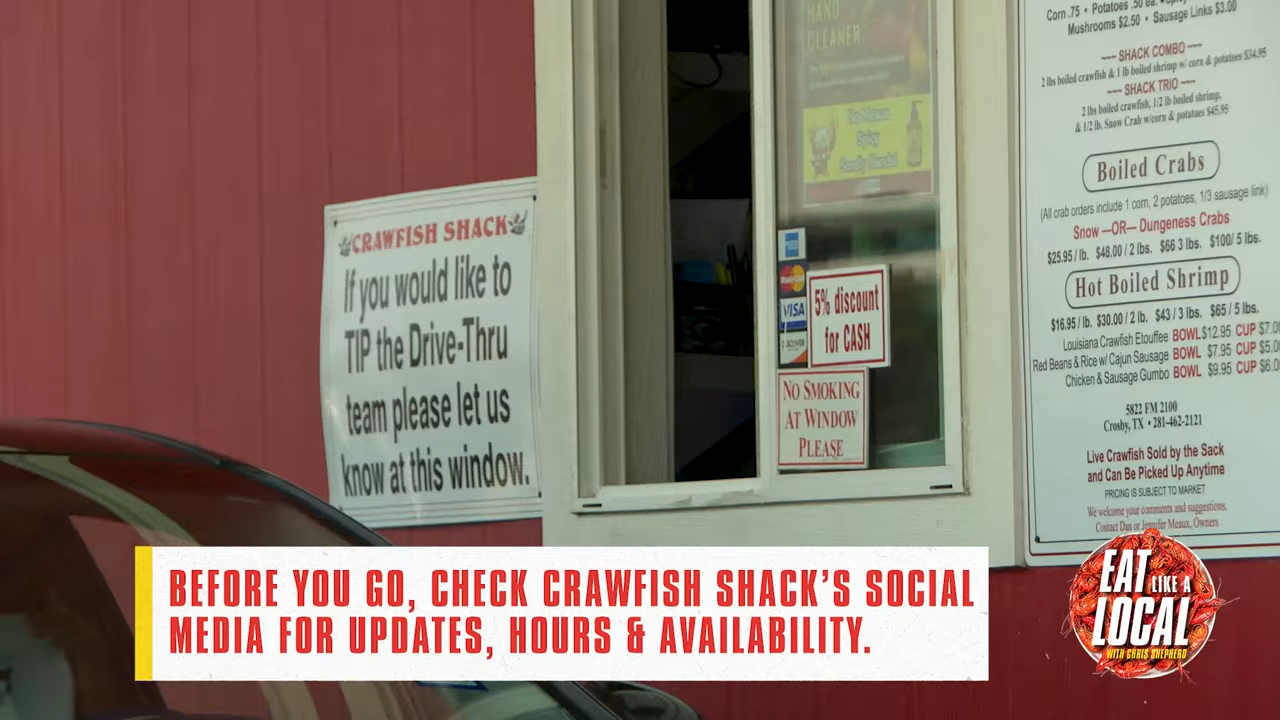 CRAWFISH SHACK
If you would like to
TIP the Drive-Thru
team please let us
know at this window.
HAND
CLEANER
No Meaux
Spicy
Smelly Hands!
MasterCard
VISA
DISCOVER
5% discount
for CASH
NO SMOKING
AT WINDOW
PLEASE
Corn .75 • Potatoes .50 ea.
Mushrooms $2.50 • Sausage Links $3.00
~~~ SHACK COMBO ~~~
2 lbs boiled crawfish & 1 lb boiled shrimp w/ corn & potatoes $34.95
~~~ SHACK TRIO ~~~
2 lbs boiled crawfish, 1/2 lb boiled shrimp,
& 1/2 lb. Snow Crab w/corn & potatoes $45.95
Boiled Crabs
(All crab orders include 1 corn, 2 potatoes, 1/3 sausage link)
Snow —OR— Dungeness Crabs
$25.95/ lb. $48.00/ 2 lbs. $66 3 lbs. $100/ 5 lbs.
Hot Boiled Shrimp
$16.95/ lb. $30.00/ 2 lb. $43 / 3 lbs. $65 / 5 lbs.
Louisiana Crawfish Etouffee BOWL $12.95 CUP $7.0
Red Beans & Rice w/ Cajun Sausage BOWL $7.95 CUP $5.0
Chicken & Sausage Gumbo BOWL $9.95 CUP $6.0
5822 FM 2100
Crosby, TX • 281-462-2121
Live Crawfish Sold by the Sack
and Can Be Picked Up Anytime
PRICING IS SUBJECT TO MARKET
We welcome your comments and suggestions.
Contact Dan or Jennifer Meaux, Owners
BEFORE YOU GO, CHECK CRAWFISH SHACK'S SOCIAL
MEDIA FOR UPDATES, HOURS & AVAILABILITY.
EAT LIKE A
LOCAL
WITH CHRIS SHEPHERD